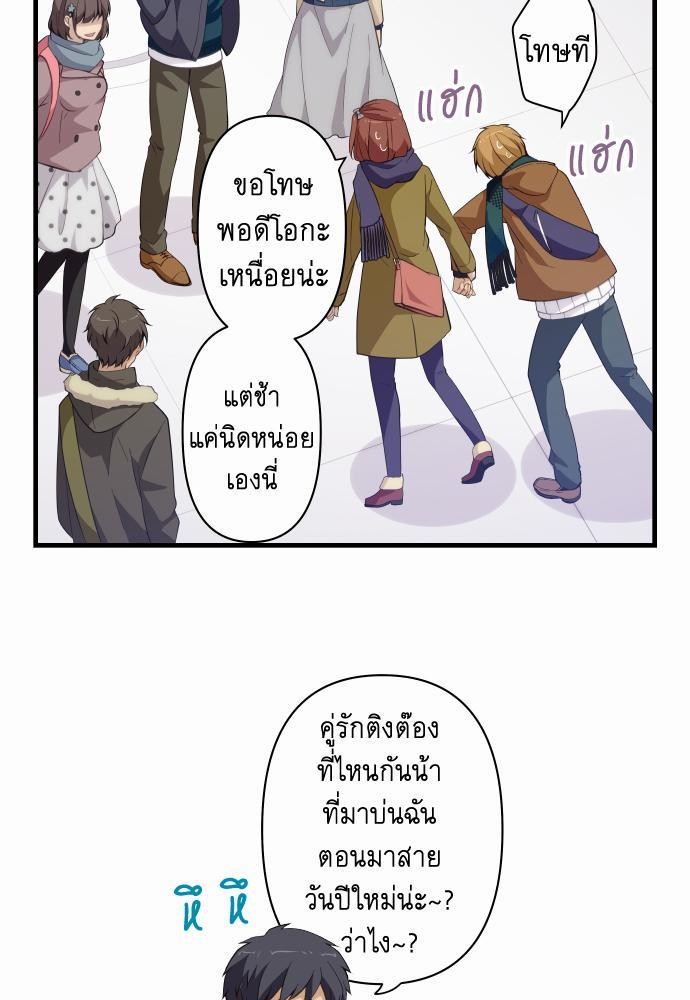 โทษที
แฮ่ก
แฮ่ก
ขอโทษ
พอดีโอกะ
เหนื่อยน่ะ
แต่ช้า
แค่นิดหน่อย
เองนี่
คู่รักติงต๊อง
ที่ไหนกันน้า
ที่มาบ่นฉัน
ตอนมาสาย
วันปีใหม่น่ะ~?
ว่าไง~?
หึ หึ